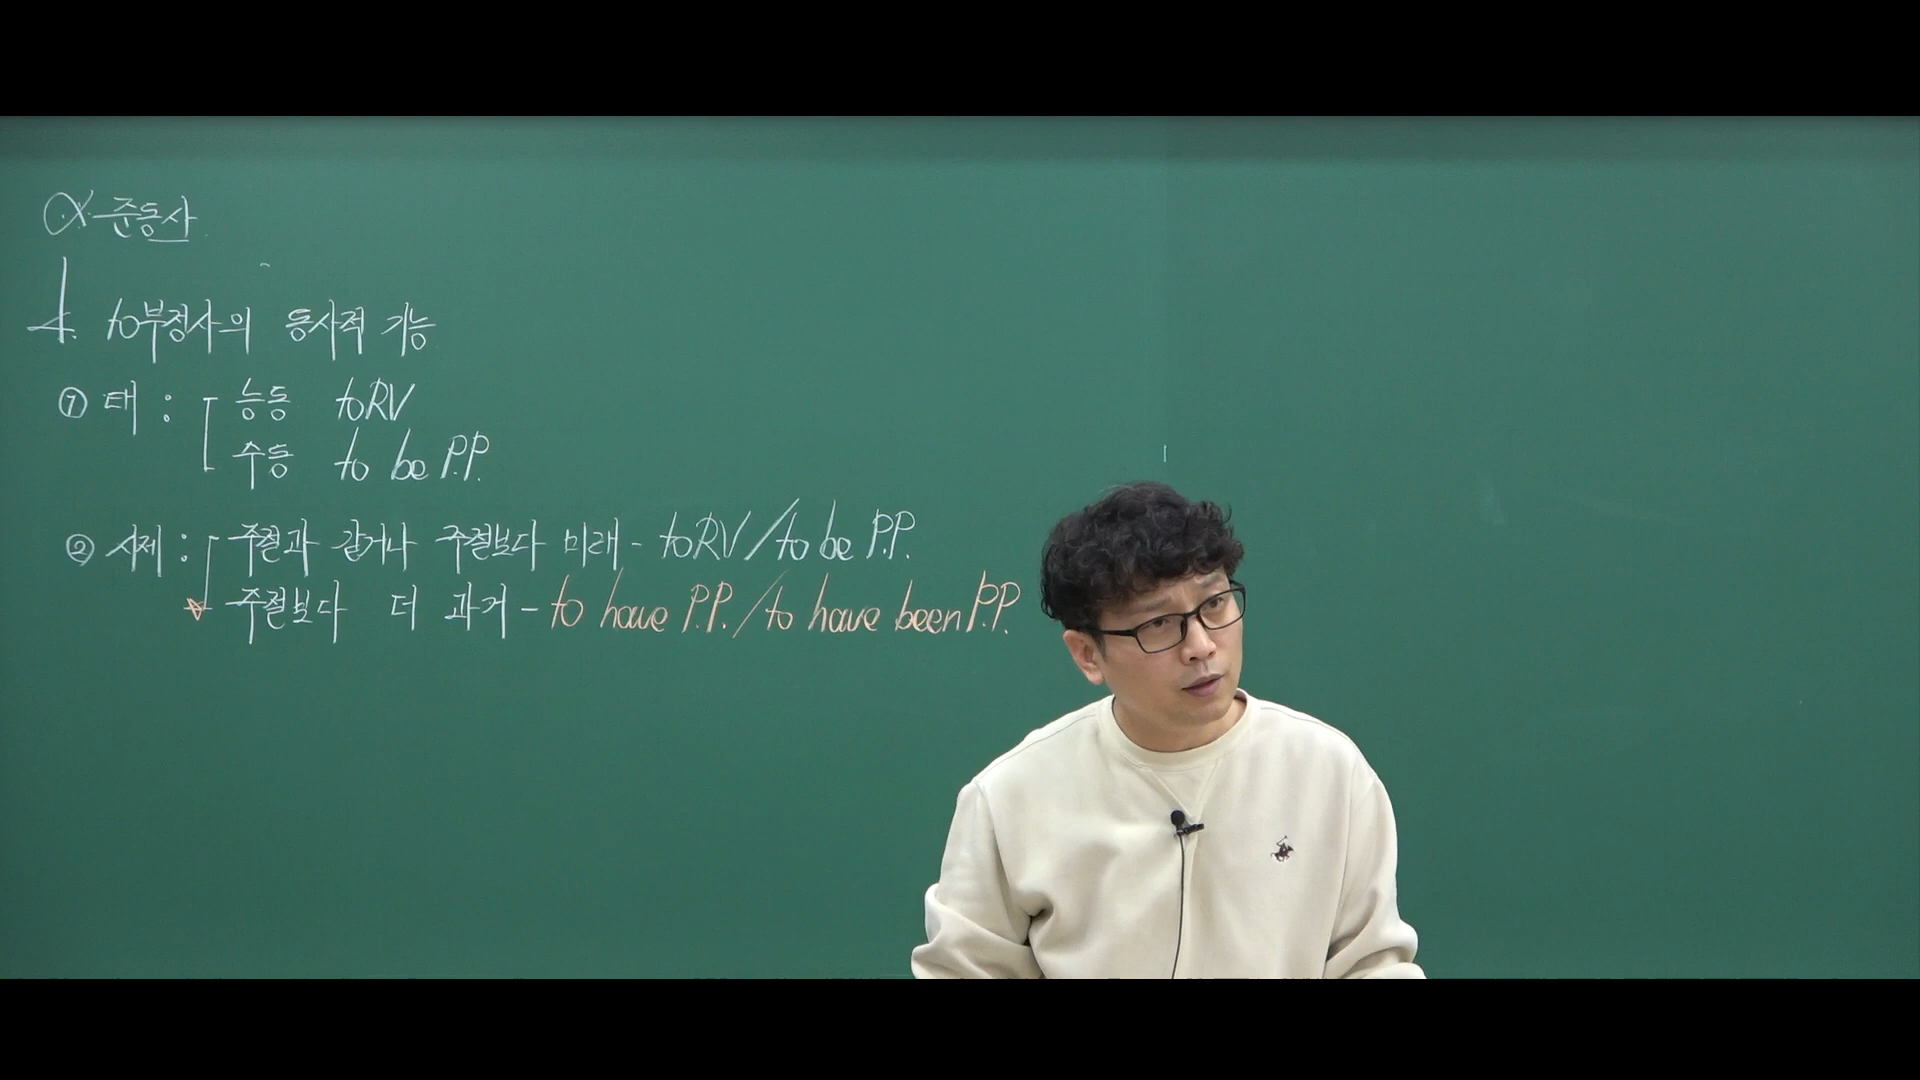 준동사
1. to부정사의 동사적 기능
① 태 : 능동 toRV
수동 to be P.P.
② 시제 : 주절과 같거나 주절보다 미래 - toRV / to be P.P.
주절보다 더 과거 - to have P.P. / to have been P.P.